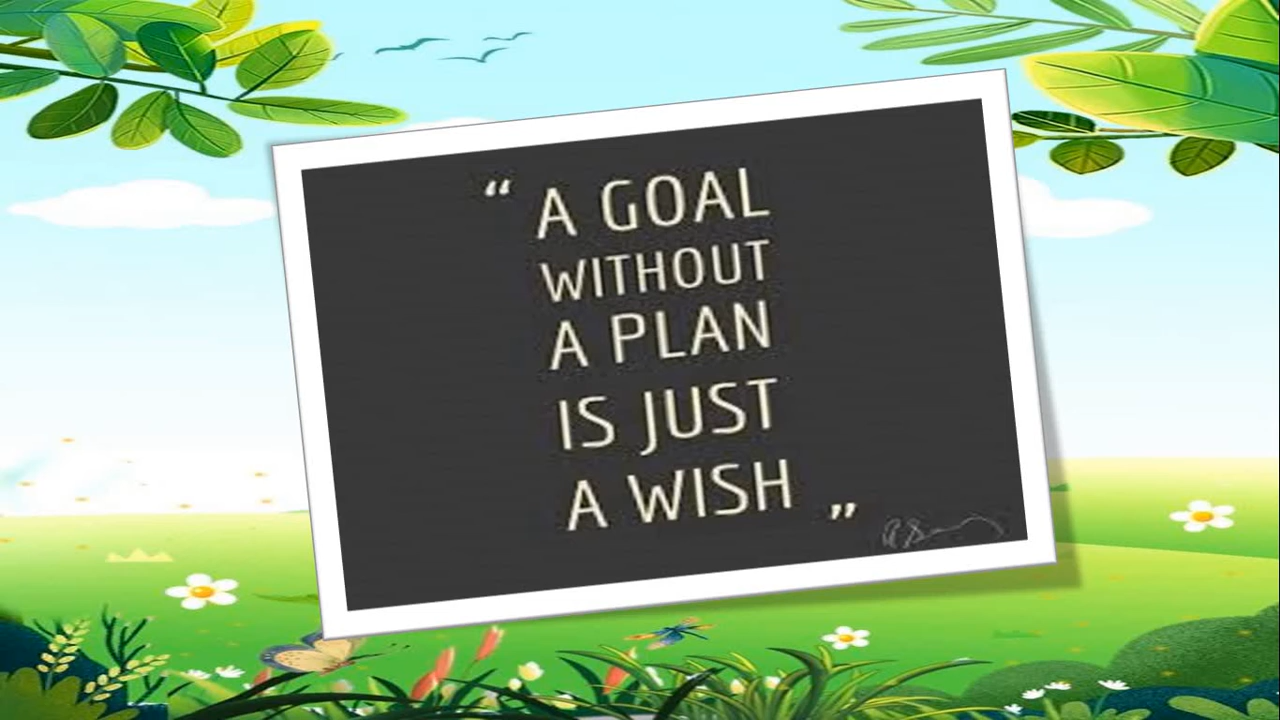 “ A GOAL
WITHOUT
A PLAN
IS JUST
A WISH ”